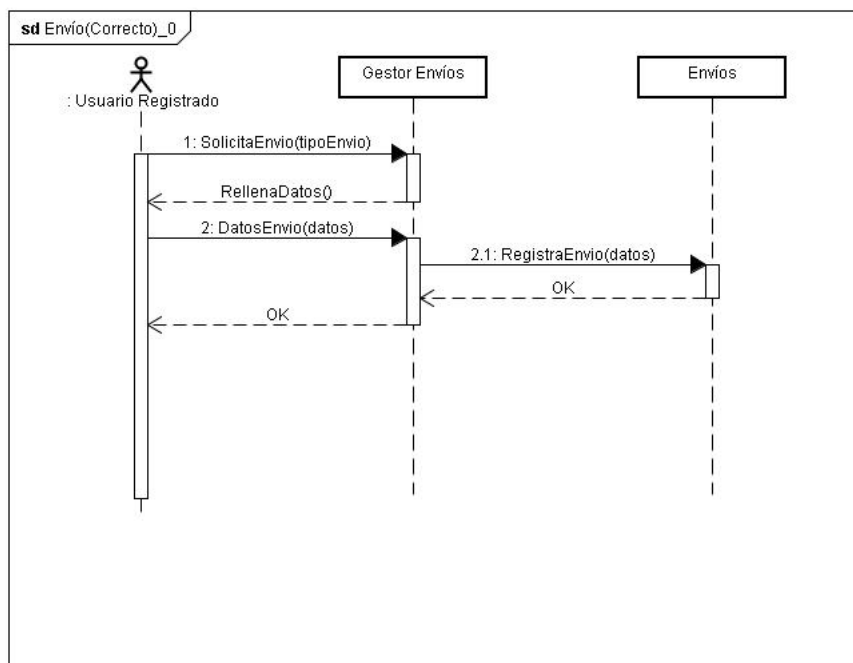 sd Envío(Correcto)_0
: Usuario Registrado
Gestor Envíos
Envíos
1: SolicitaEnvio(tipoEnvio)
RellenaDatos()
2: DatosEnvio(datos)
2.1: RegistraEnvio(datos)
OK
OK